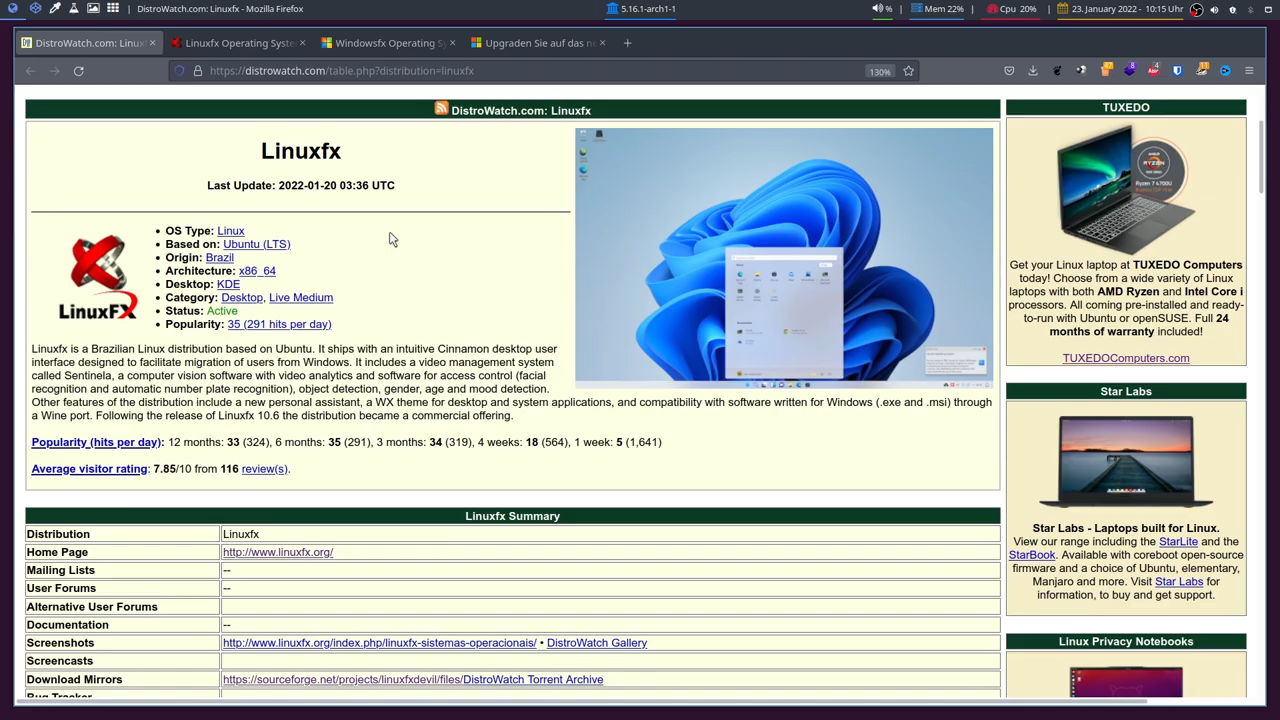 DistroWatch.com: Linuxfx - Mozilla Firefox
5.16.1-arch1-1
%
Mem 22%
Cpu 20%
23. January 2022 - 10:15 Uhr
DistroWatch.com: Linux
Linuxfx Operating Syste
Windowsfx Operating Sy
Upgraden Sie auf das n
https://distrowatch.com/table.php?distribution=linuxfx
130%
DistroWatch.com: Linuxfx
Linuxfx
Last Update: 2022-01-20 03:36 UTC
LinuxFX
• OS Type: Linux
• Based on: Ubuntu (LTS)
• Origin: Brazil
• Architecture: x86_64
• Desktop: KDE
• Category: Desktop, Live Medium
• Status: Active
• Popularity: 35 (291 hits per day)
Linuxfx is a Brazilian Linux distribution based on Ubuntu. It ships with an intuitive Cinnamon desktop user
interface designed to facilitate migration of users from Windows. It includes a video management system
called Sentinela, a computer vision software with video analytics and software for access control (facial
recognition and automatic number plate recognition), object detection, gender, age and mood detection.
Other features of the distribution include a new personal assistant, a WX theme for desktop and system applications, and compatibility with software written for Windows (.exe and .msi) through
a Wine port. Following the release of Linuxfx 10.6 the distribution became a commercial offering.
Popularity (hits per day): 12 months: 33 (324), 6 months: 35 (291), 3 months: 34 (319), 4 weeks: 18 (564), 1 week: 5 (1,641)
Average visitor rating: 7.85/10 from 116 review(s).
Linuxfx Summary
Distribution Linuxfx
Home Page http://www.linuxfx.org/
Mailing Lists --
User Forums --
Alternative User Forums
Documentation --
Screenshots http://www.linuxfx.org/index.php/linuxfx-sistemas-operacionais/ • DistroWatch Gallery
Screencasts
Download Mirrors https://sourceforge.net/projects/linuxfxdevil/files/DistroWatch Torrent Archive
Bug Tracker
TUXEDO
RYZEN
Ryzen 7 4700U
Get your Linux laptop at TUXEDO Computers
today! Choose from a wide variety of Linux
laptops with both AMD Ryzen and Intel Core i
processors. All coming pre-installed and ready-
to-run with Ubuntu or openSUSE. Full 24
months of warranty included!
TUXEDOComputers.com
Star Labs
Star Labs - Laptops built for Linux.
View our range including the StarLite and the
StarBook. Available with coreboot open-source
firmware and a choice of Ubuntu, elementary,
Manjaro and more. Visit Star Labs for
information, to buy and get support.
Linux Privacy Notebooks